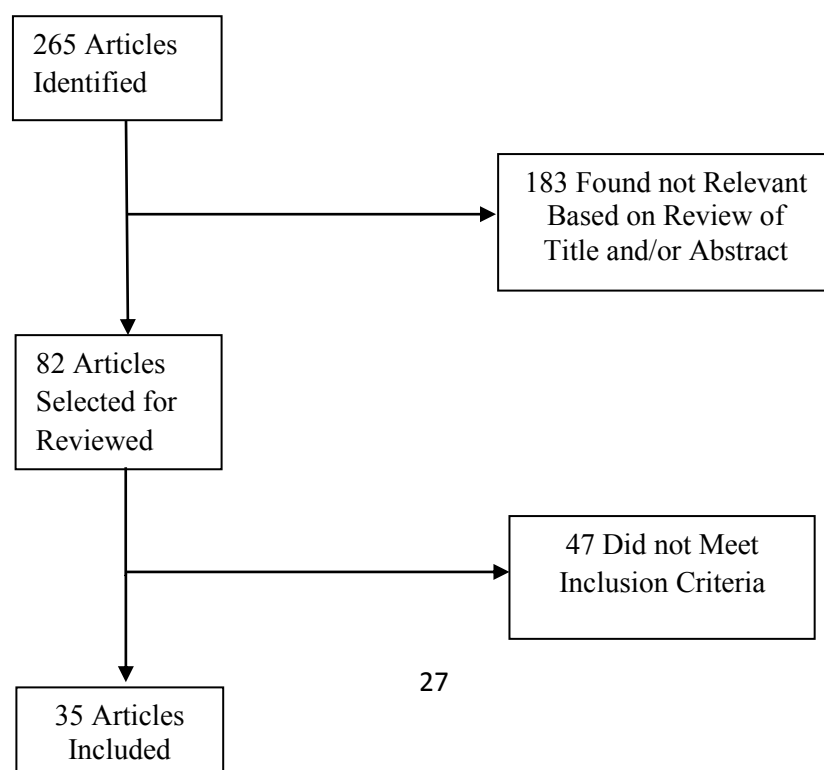 265 Articles
Identified
183 Found not Relevant
Based on Review of
Title and/or Abstract
82 Articles
Selected for
Reviewed
47 Did not Meet
Inclusion Criteria
27
35 Articles
Included